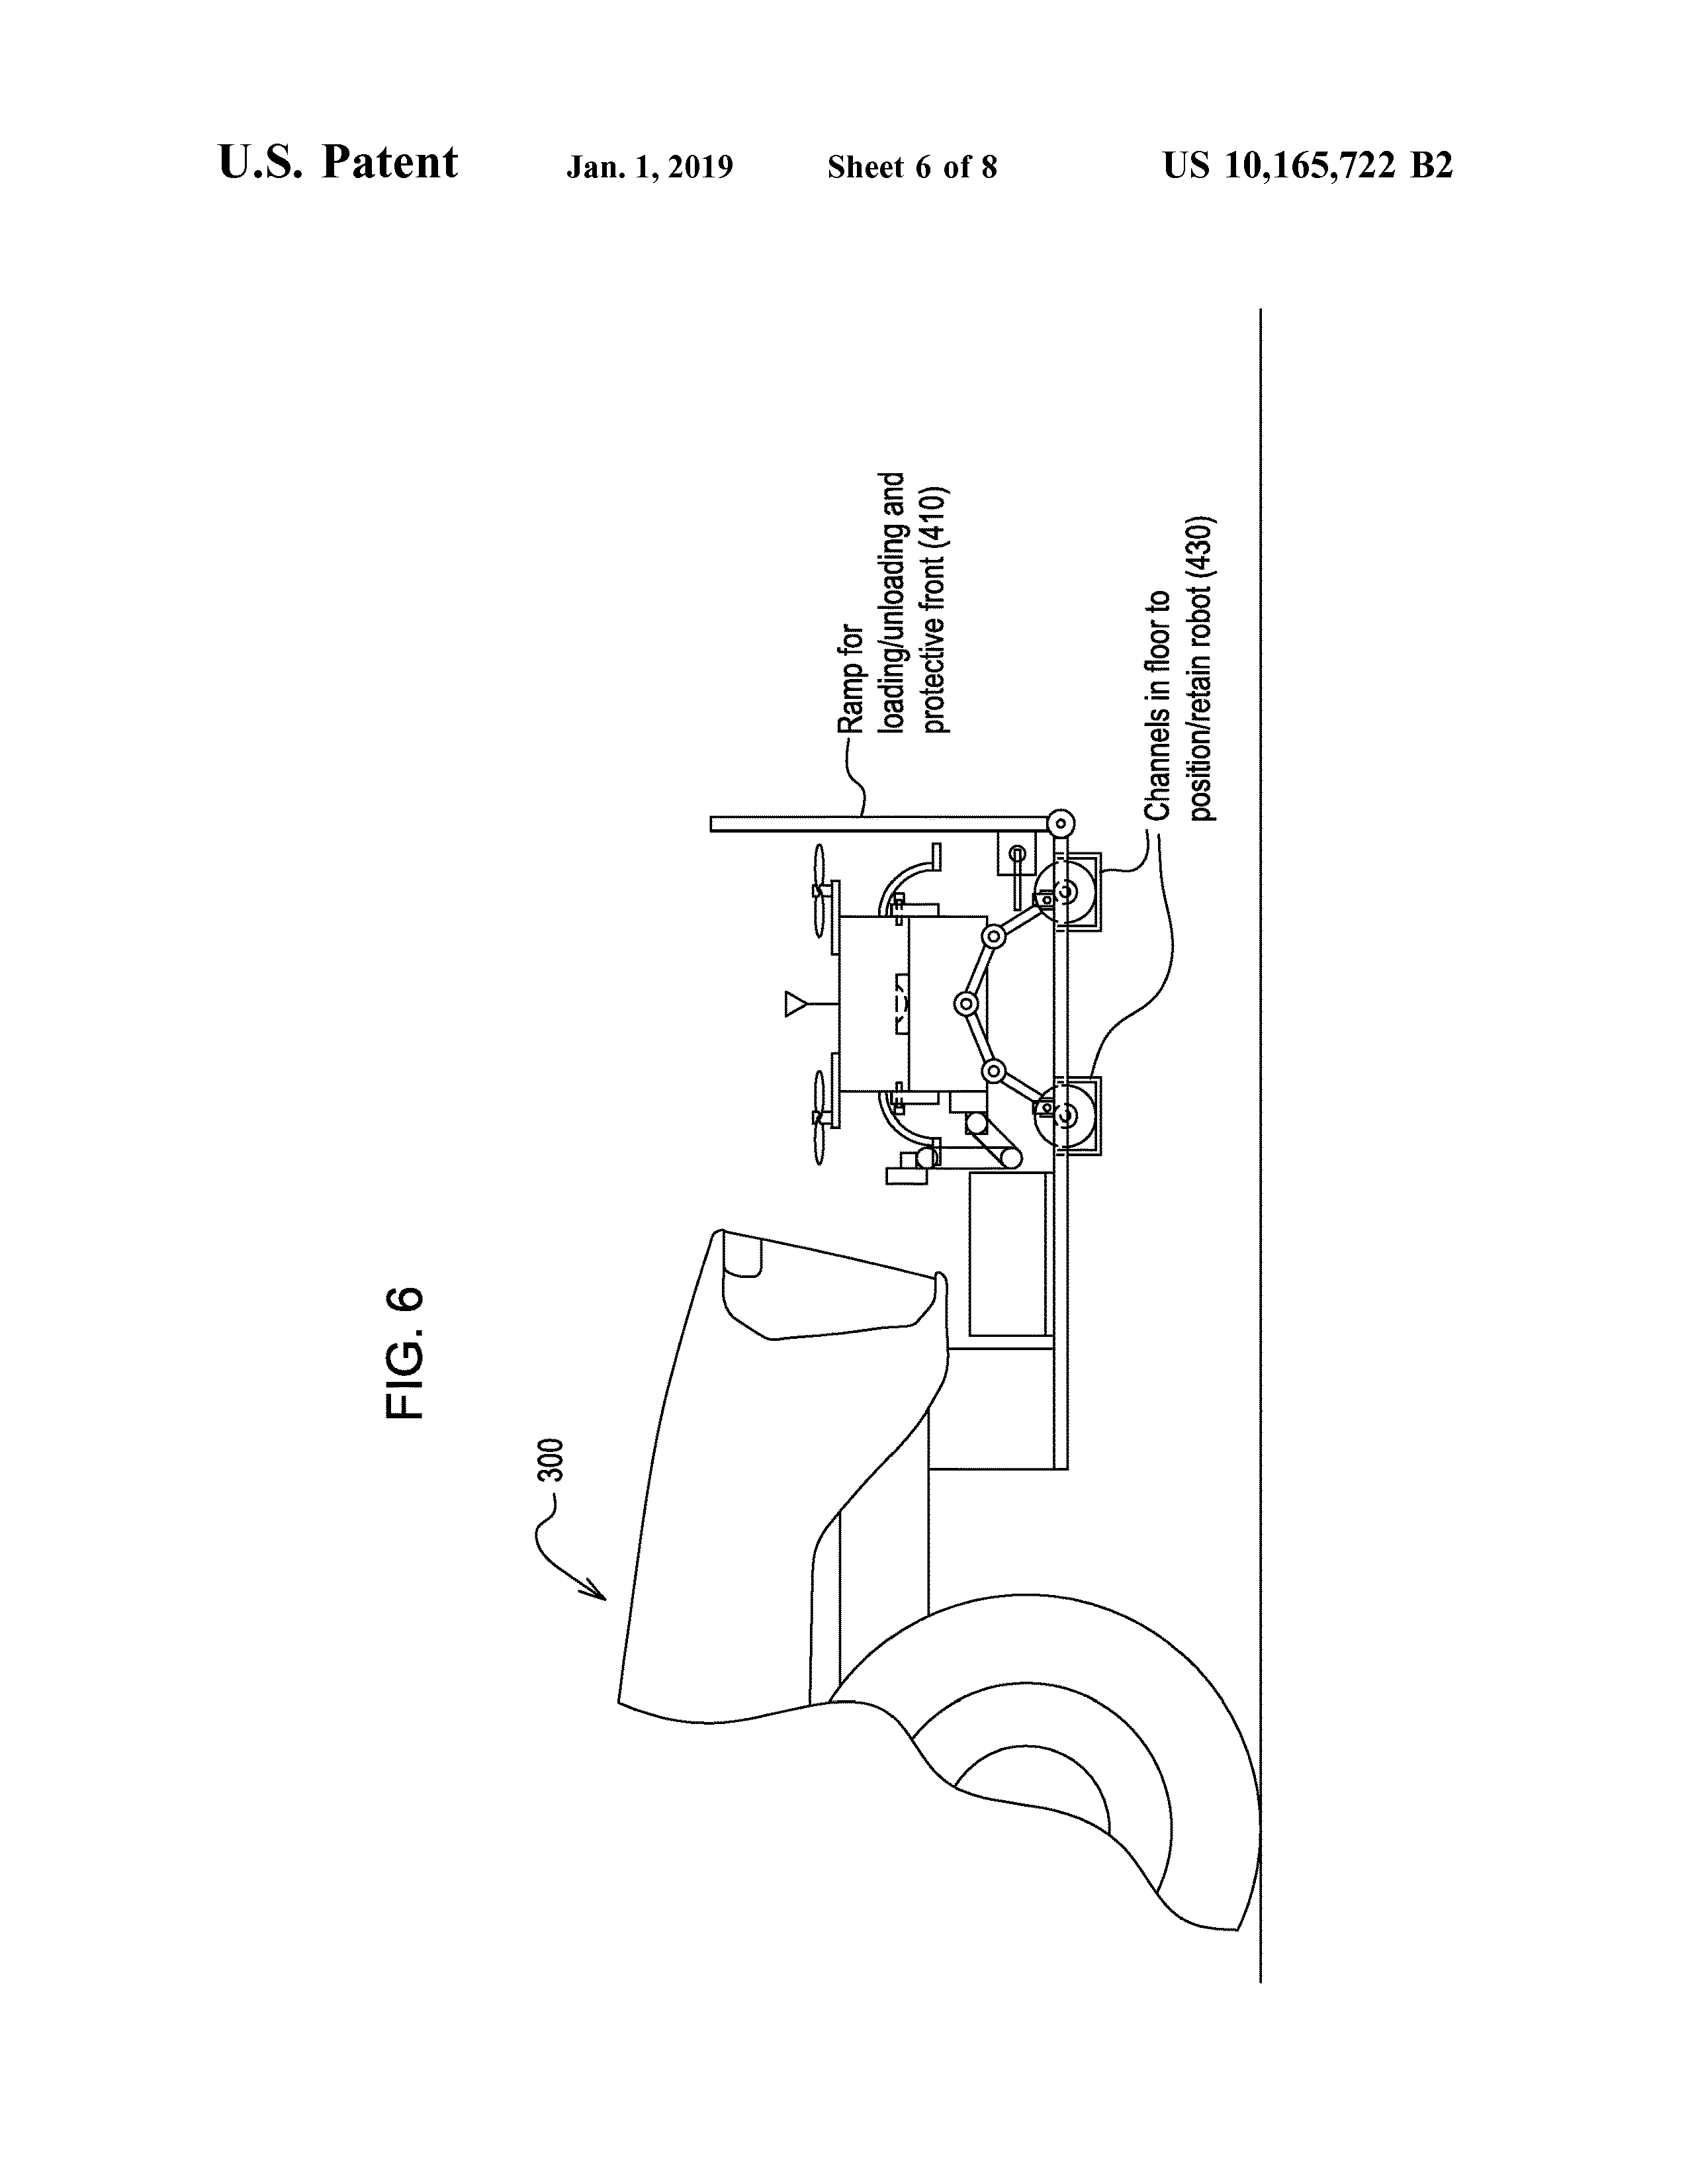 U.S. Patent Jan. 1, 2019 Sheet 6 of 8 US 10,165,722 B2
FIG. 6
300
Ramp for
loading/unloading and
protective front (410)
Channels in floor to
position/retain robot (430)